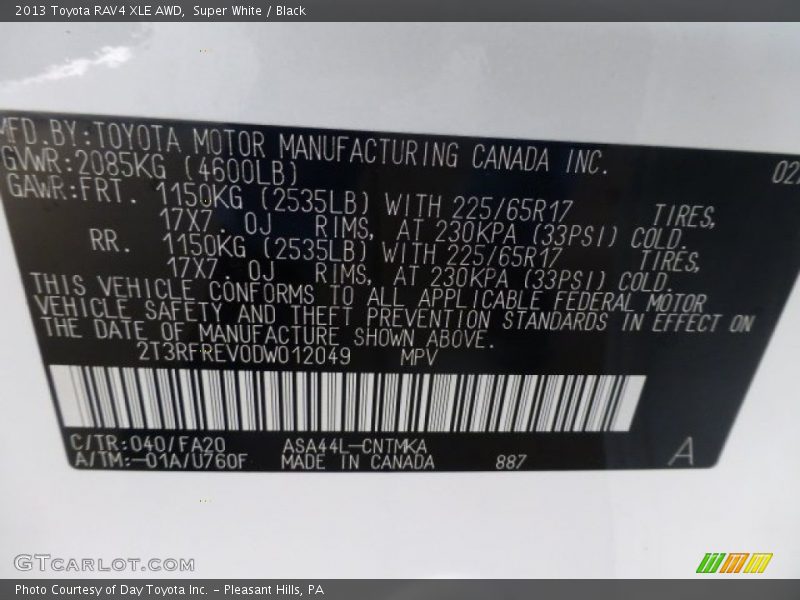 2013 Toyota RAV4 XLE AWD,  Super White / Black
MFD.BY:TOYOTA MOTOR MANUFACTURING CANADA INC.
GVWR:2085KG (4600LB)
GAWR:FRT. 1150KG (2535LB) WITH 225/65R17 TIRES,
17X7.0J RIMS, AT 230KPA (33PSI) COLD.
RR. 1150KG (2535LB) WITH 225/65R17 TIRES,
17X7 0J RIMS, AT 230KPA (33PSI) COLD.
THIS VEHICLE CONFORMS TO ALL APPLICABLE FEDERAL MOTOR
VEHICLE SAFETY AND THEFT PREVENTION STANDARDS IN EFFECT ON
THE DATE OF MANUFACTURE SHOWN ABOVE.
2T3RFREV0DW012049 MPV
C/TR:040/FA20 ASA44L-CNTMKA
A/TM:-01A/U760F MADE IN CANADA 887 A
GTCARLOT.COM
Photo Courtesy of Day Toyota Inc. - Pleasant Hills, PA